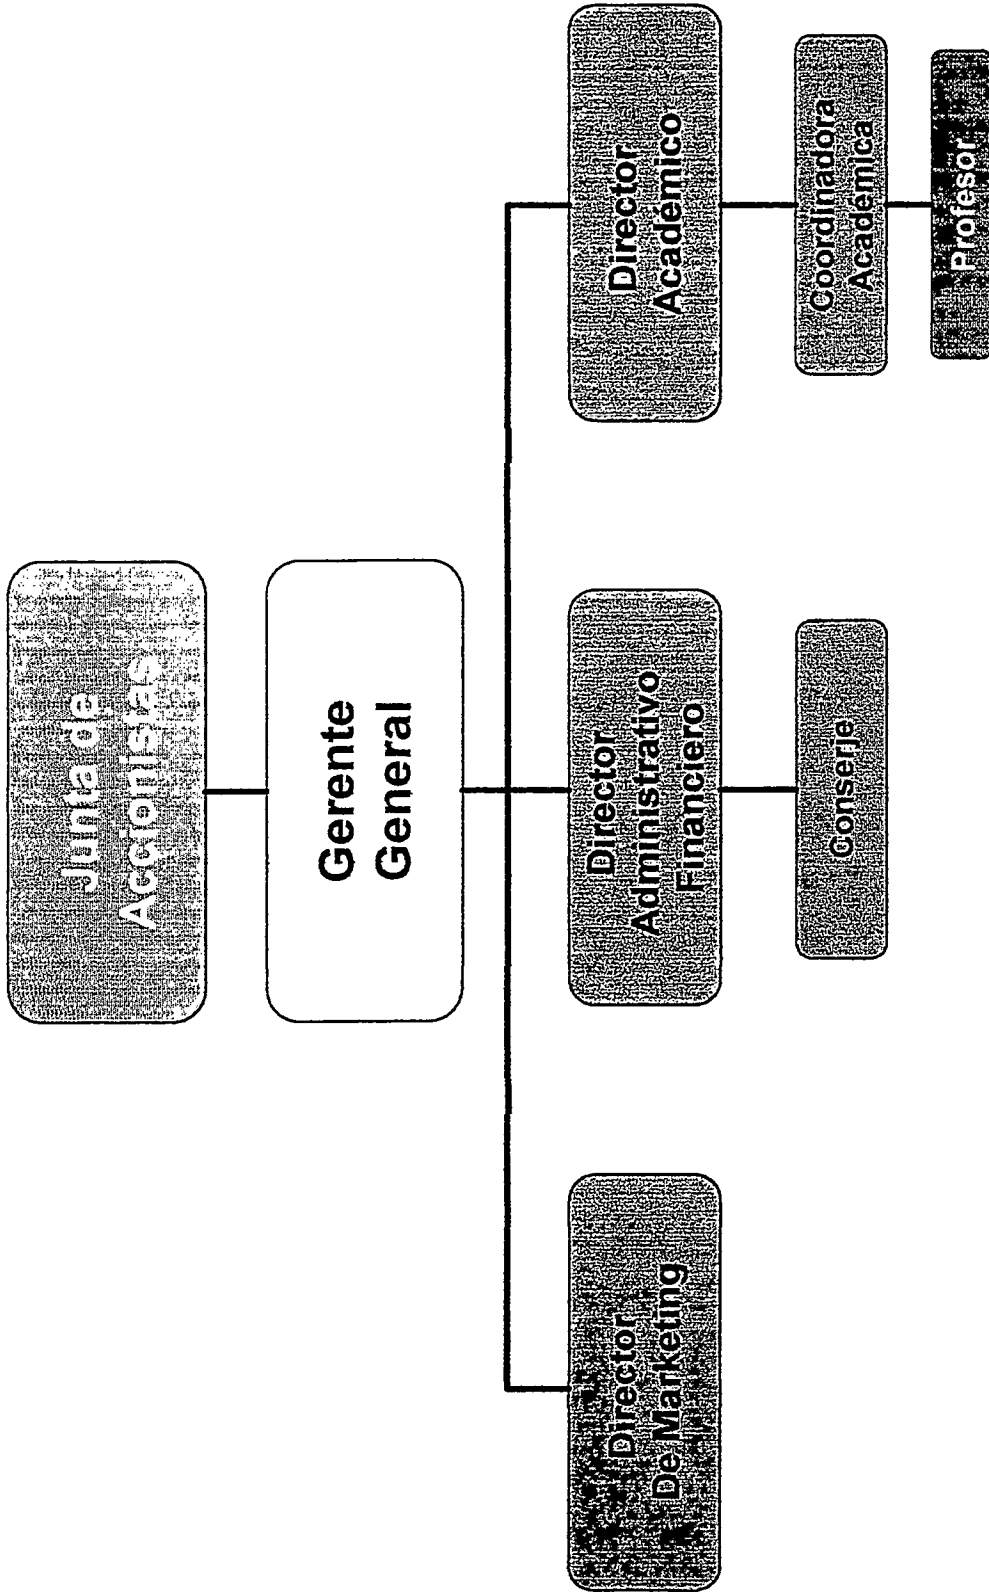 Junta de
Accionistas
Gerente
General
Director
De Marketing
Director
Administrativo
Financiero
Director
Académico
Conserje
Coordinadora
Académica
Profesor